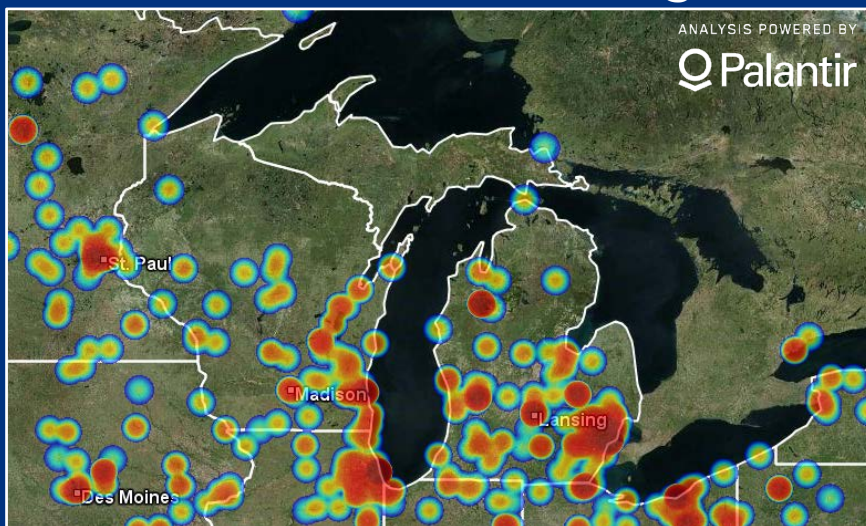 ANALYSIS POWERED BY
Palantir
St. Paul
Madison
Lansing
Des Moines